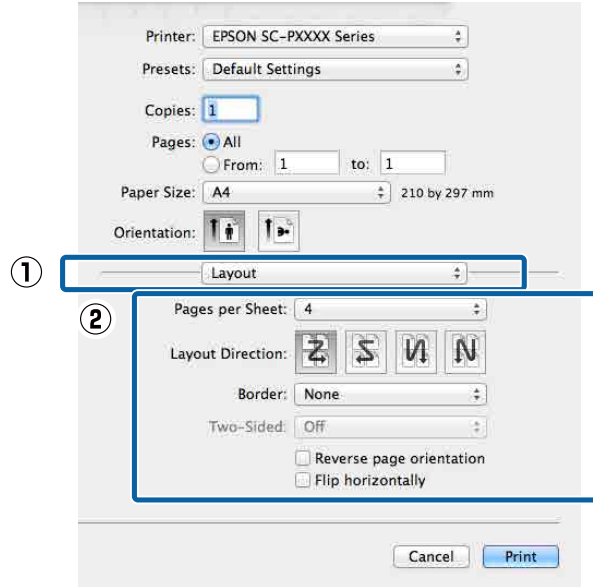 Printer: EPSON SC-PXXXX Series
Presets: Default Settings
Copies: 1
Pages: All
From: 1 to: 1
Paper Size: A4 210 by 297 mm
Orientation:
1 Layout
2
Pages per Sheet: 4
Layout Direction:
Border: None
Two-Sided: Off
Reverse page orientation
Flip horizontally
Cancel Print